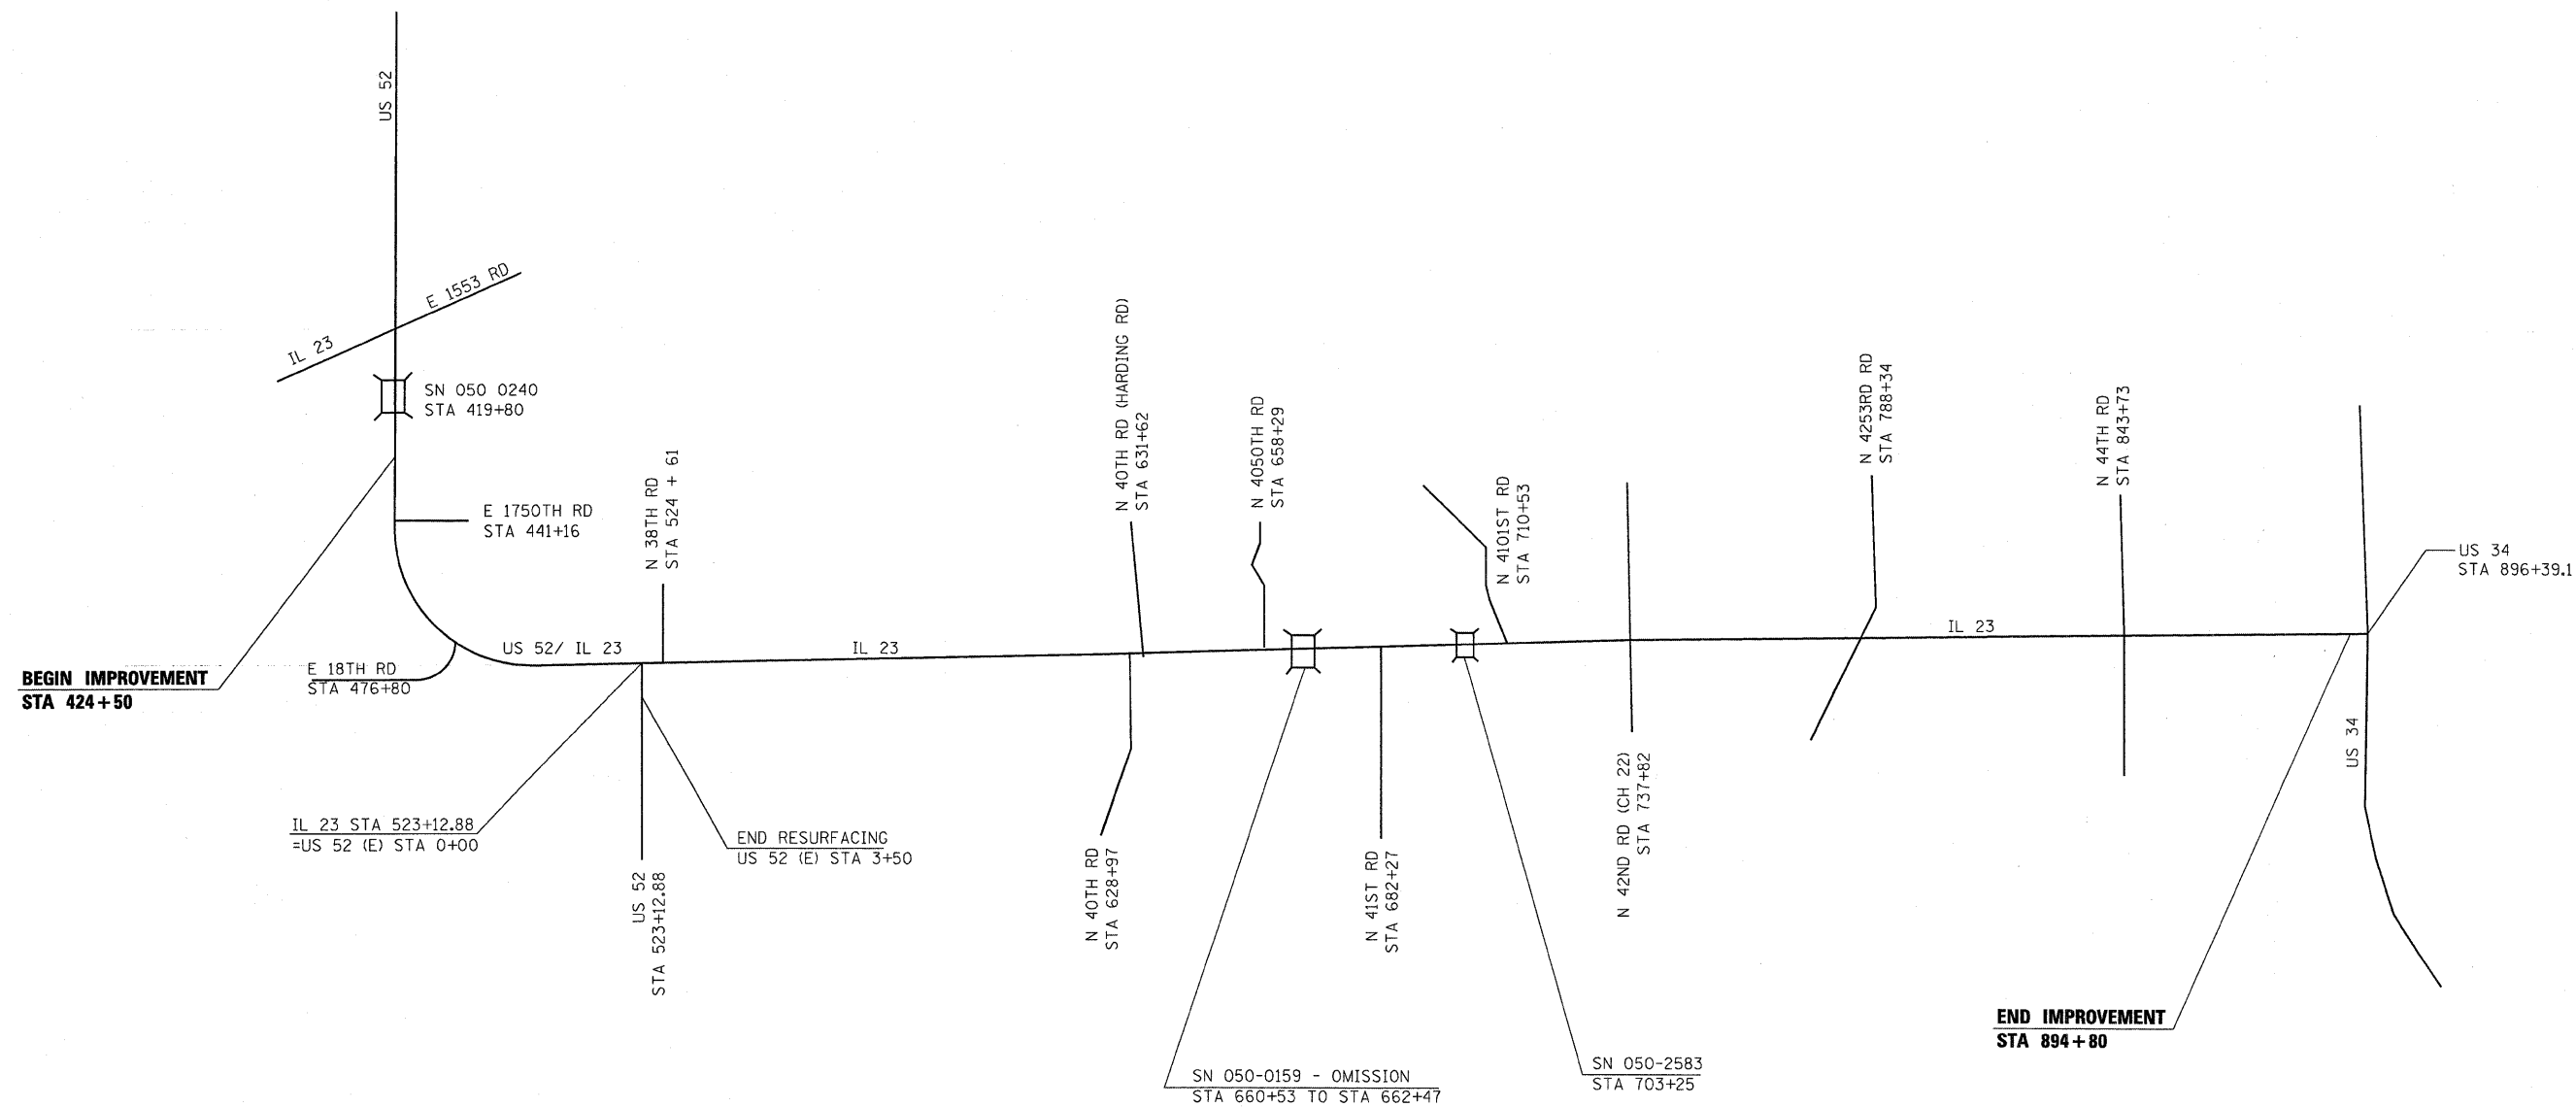 US 52
E 1553 RD
IL 23
SN 050 0240
STA 419+80
E 1750TH RD
STA 441+16
BEGIN IMPROVEMENT
STA 424+50
E 18TH RD
STA 476+80
US 52/ IL 23
N 38TH RD
STA 524 + 61
IL 23
IL 23 STA 523+12.88
=US 52 (E) STA 0+00
US 52
STA 523+12.88
END RESURFACING
US 52 (E) STA 3+50
N 40TH RD (HARDING RD)
STA 631+62
N 40TH RD
STA 628+97
N 4050TH RD
STA 658+29
SN 050-0159 - OMISSION
STA 660+53 TO STA 662+47
N 41ST RD
STA 682+27
N 4101ST RD
STA 710+53
SN 050-2583
STA 703+25
N 42ND RD (CH 22)
STA 737+82
N 4253RD RD
STA 788+34
IL 23
N 44TH RD
STA 843+73
US 34
STA 896+39.1
US 34
END IMPROVEMENT
STA 894+80